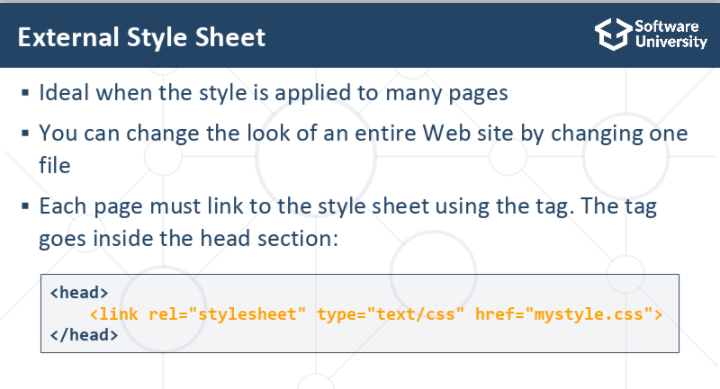 External Style Sheet
Software
University
▪ Ideal when the style is applied to many pages
▪ You can change the look of an entire Web site by changing one
file
▪ Each page must link to the style sheet using the tag. The tag
goes inside the head section:
<head>
    <link rel="stylesheet" type="text/css" href="mystyle.css">
</head>